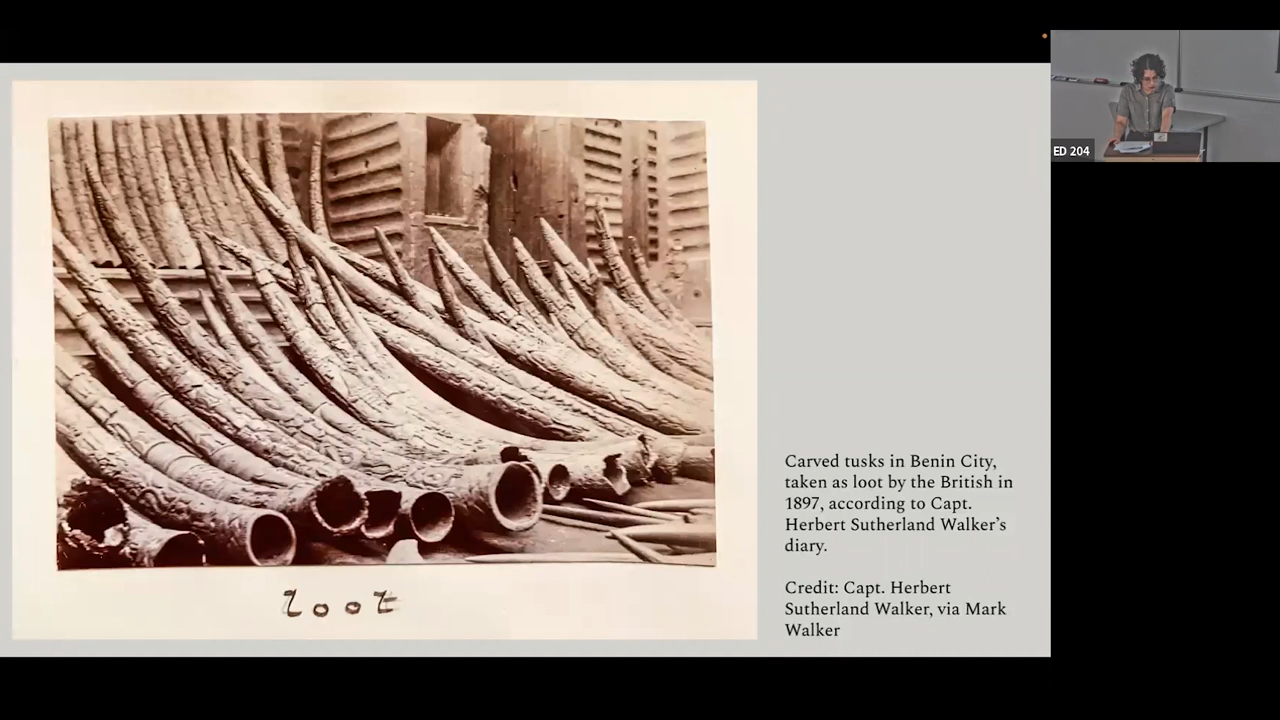 loot
Carved tusks in Benin City,
taken as loot by the British in
1897, according to Capt.
Herbert Sutherland Walker’s
diary.
Credit: Capt. Herbert
Sutherland Walker, via Mark
Walker
ED 204